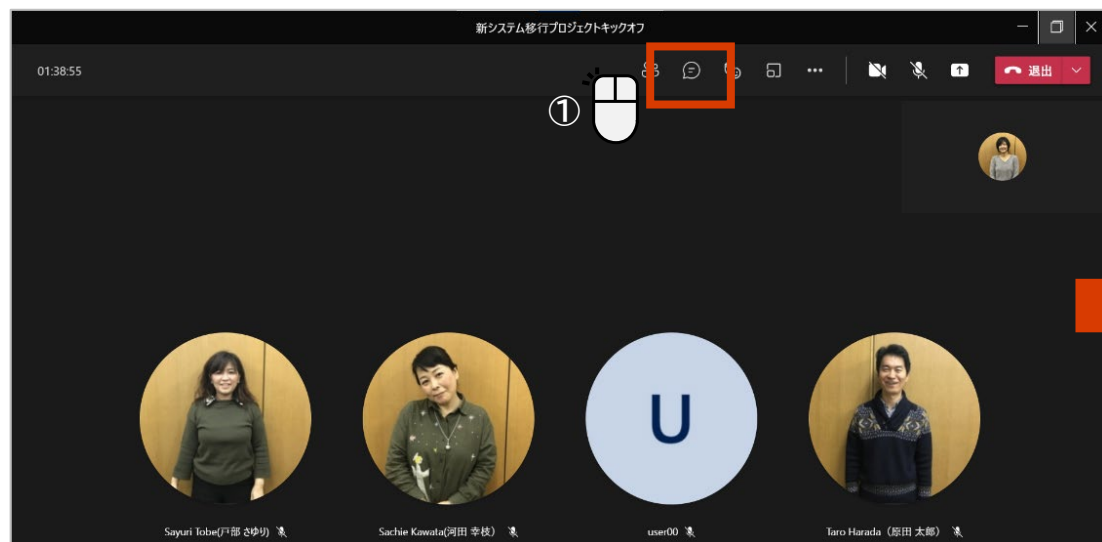 新システム移行プロジェクトキックオフ
01:38:55
退出
①
U
Sayuri Tobe(戸部 さゆり)
Sachie Kawata(河田 幸枝）
user00
Taro Harada（原田 太郎）